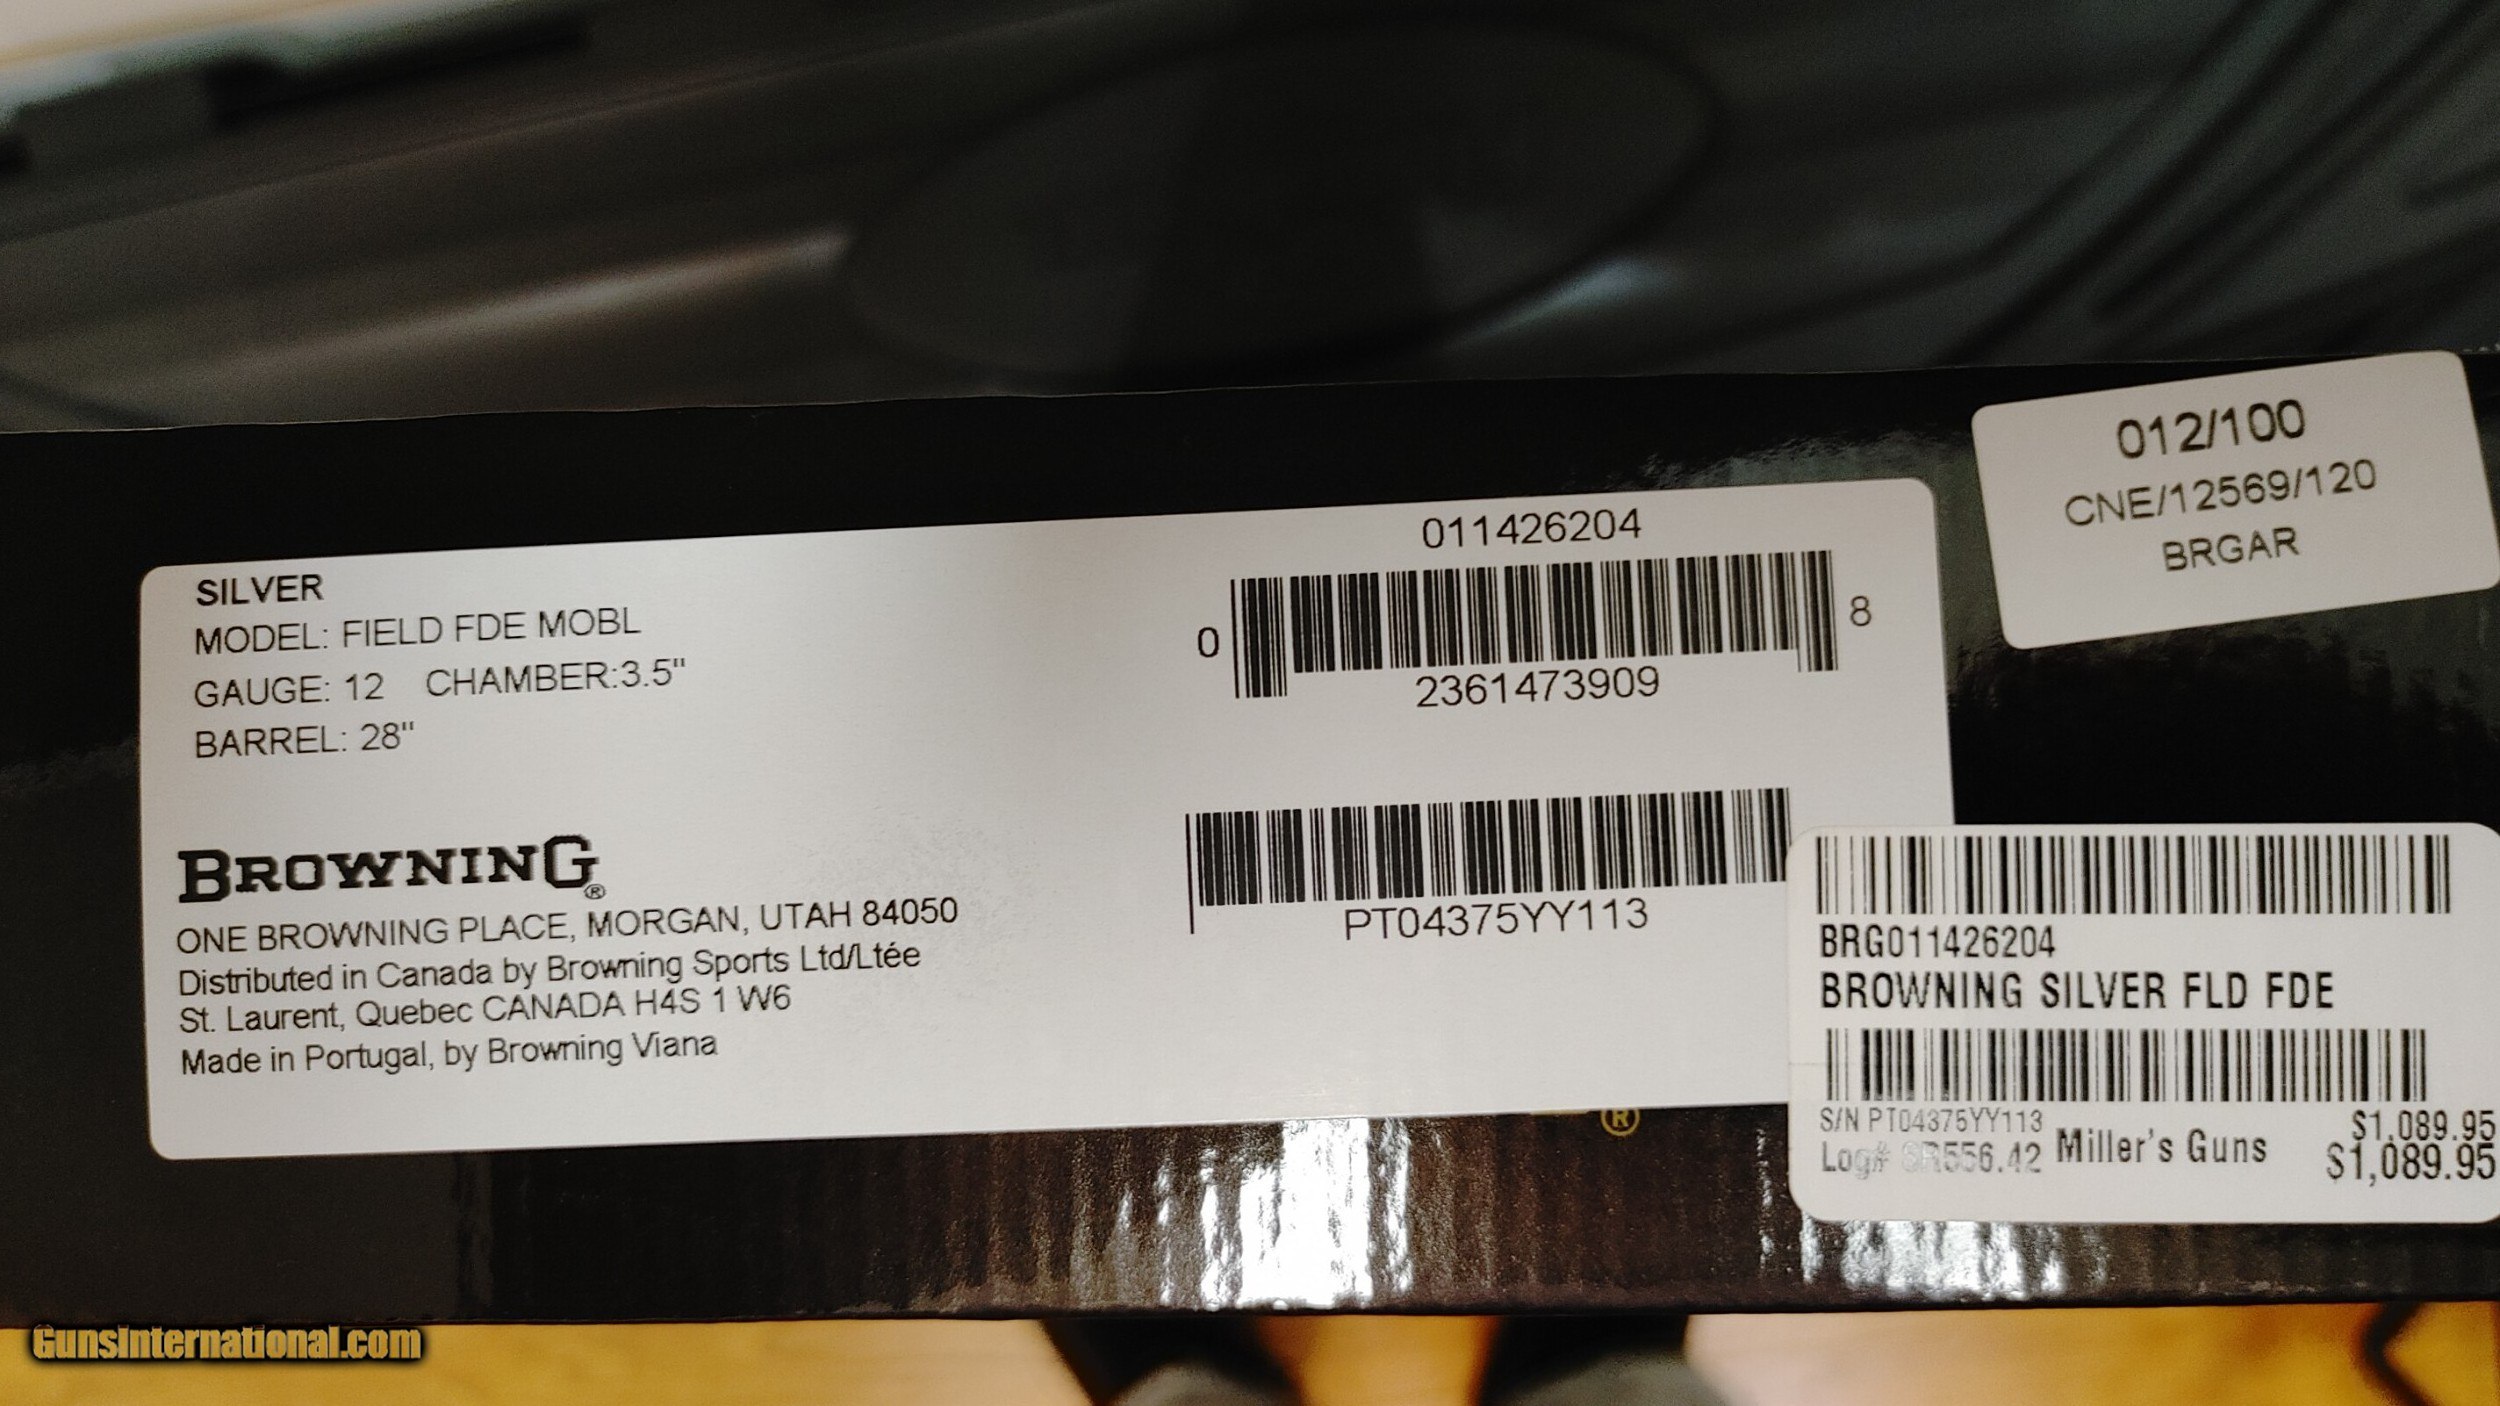 012/100
CNE/12569/120
BRGAR
SILVER
MODEL: FIELD FDE MOBL
GAUGE: 12 CHAMBER:3.5"
BARREL: 28"
BROWNING®
ONE BROWNING PLACE, MORGAN, UTAH 84050
Distributed in Canada by Browning Sports Ltd/Ltée
St. Laurent, Quebec CANADA H4S 1 W6
Made in Portugal, by Browning Viana
011426204
0 8
2361473909
PT04375YY113
BRG011426204
BROWNING SILVER FLD FDE
S/N PT04375YY113
$1,089.95
Log# SR556.42 Miller's Guns
$1,089.95
®
GunsInternational.com